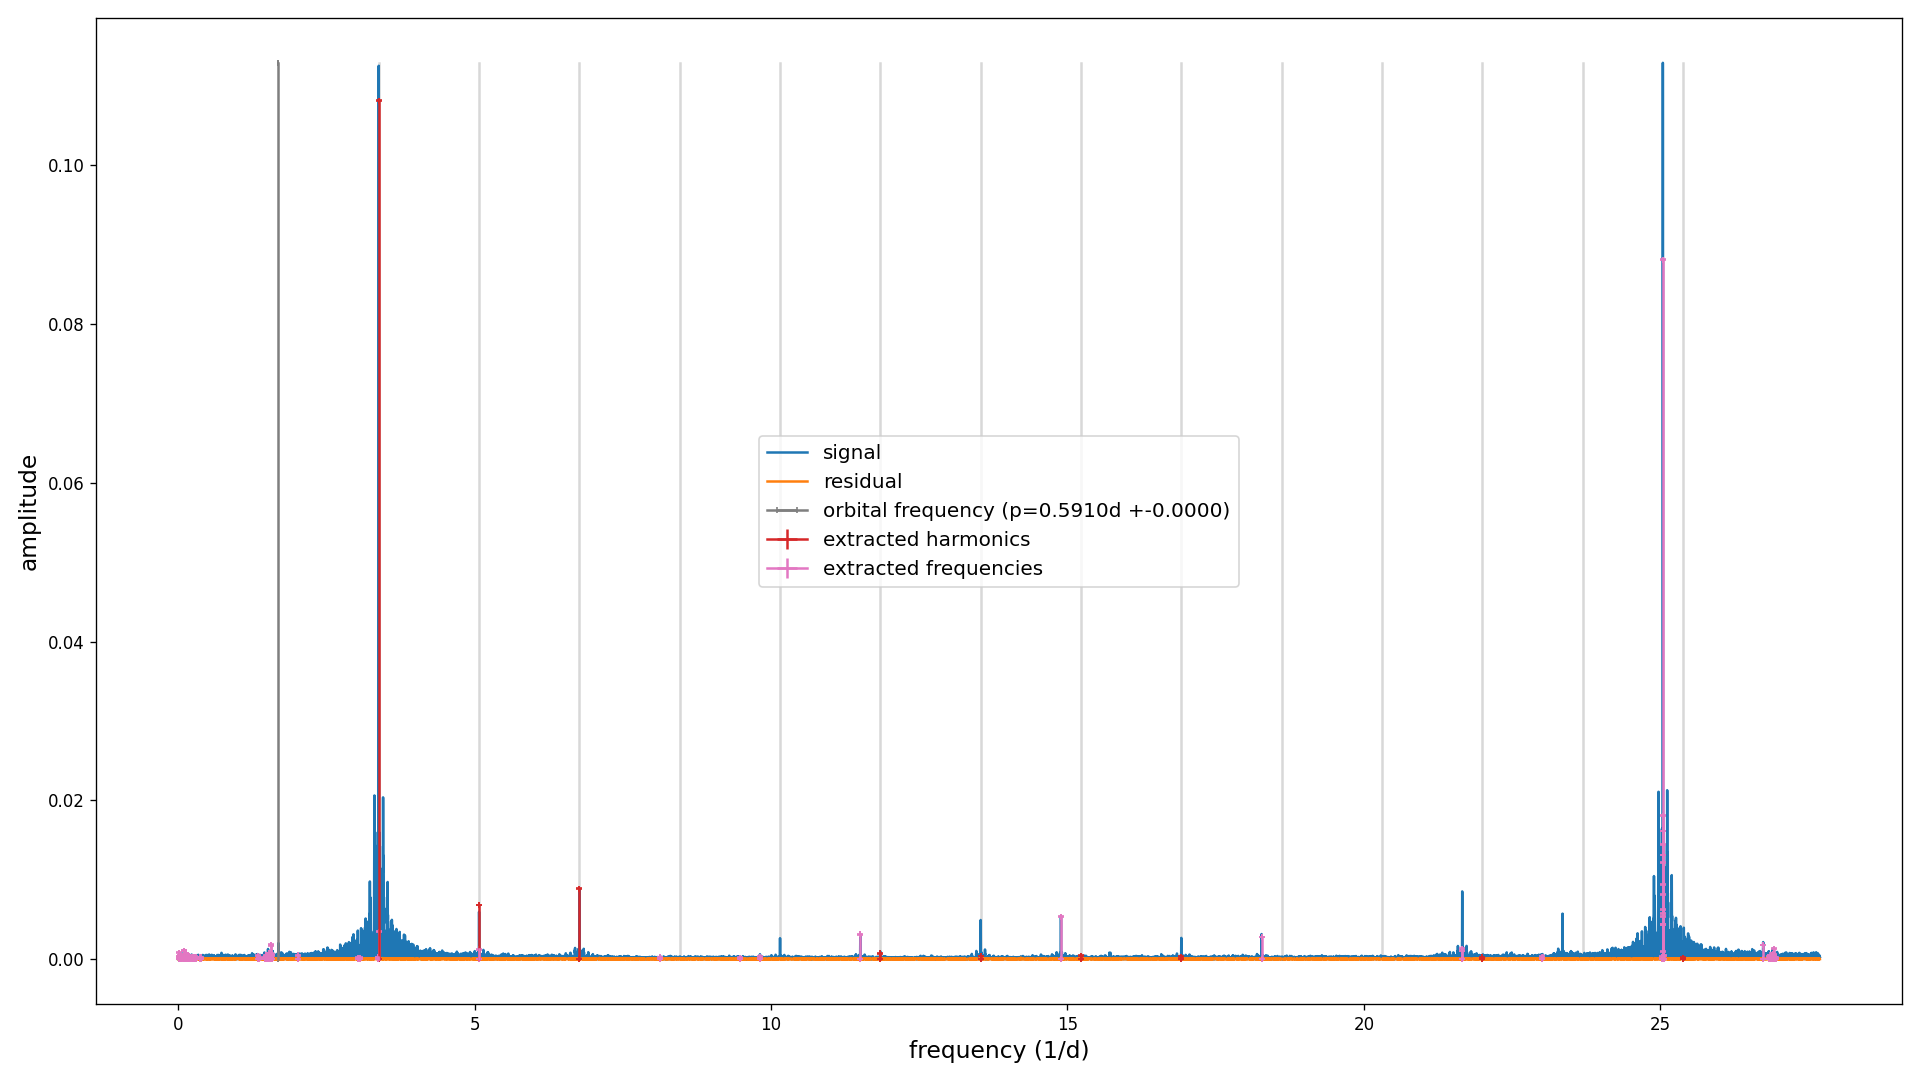 0.10
0.08
0.06
0.04
0.02
0.00
amplitude
signal
residual
orbital frequency (p=0.5910d +-0.0000)
extracted harmonics
extracted frequencies
0 5 10 15 20 25
frequency (1/d)